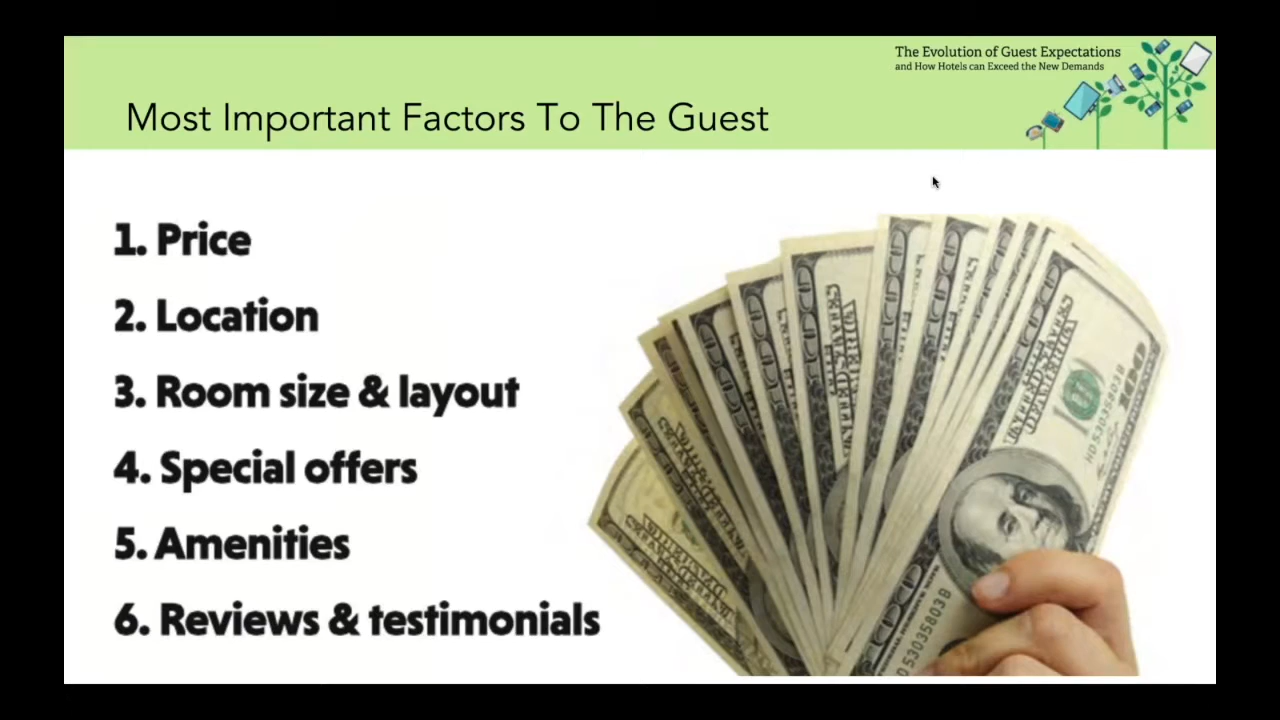 The Evolution of Guest Expectations
and How Hotels can Exceed the New Demands
Most Important Factors To The Guest
1. Price
2. Location
3. Room size & layout
4. Special offers
5. Amenities
6. Reviews & testimonials